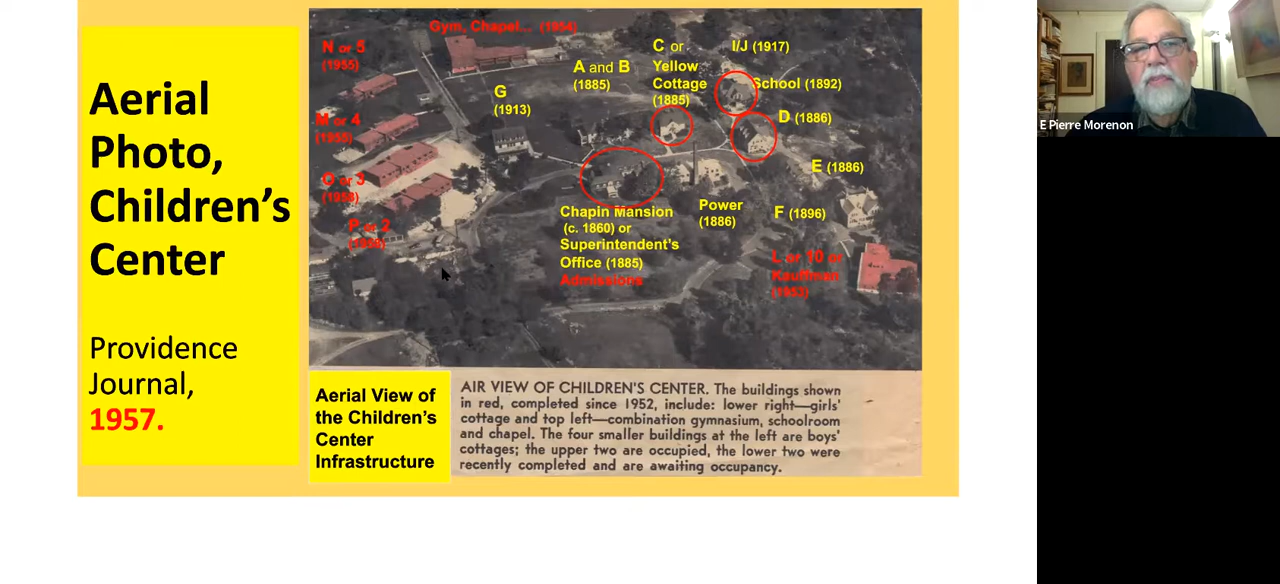 Aerial
Photo,
Children's
Center
Providence
Journal,
1957.
Gym, Chapel... (1954)
N or 5
(1955)
M or 4
(1955)
O or 3
(1958)
P or 2
G
(1913)
A and B
(1885)
C or
Yellow
Cottage
(1885)
I/J (1917)
School (1892)
D (1886)
E (1886)
F (1896)
Power
(1886)
Chapin Mansion
(c. 1860) or
Superintendent's
Office (1885)
Admissions
L or 10 or
Kauffman
(1953)
Aerial View of
the Children's
Center
Infrastructure
AIR VIEW OF CHILDREN'S CENTER. The buildings shown
in red, completed since 1952, include: lower right—girls'
cottage and top left—combination gymnasium, schoolroom
and chapel. The four smaller buildings at the left are boys'
cottages; the upper two are occupied, the lower two were
recently completed and are awaiting occupancy.
E Pierre Morenon